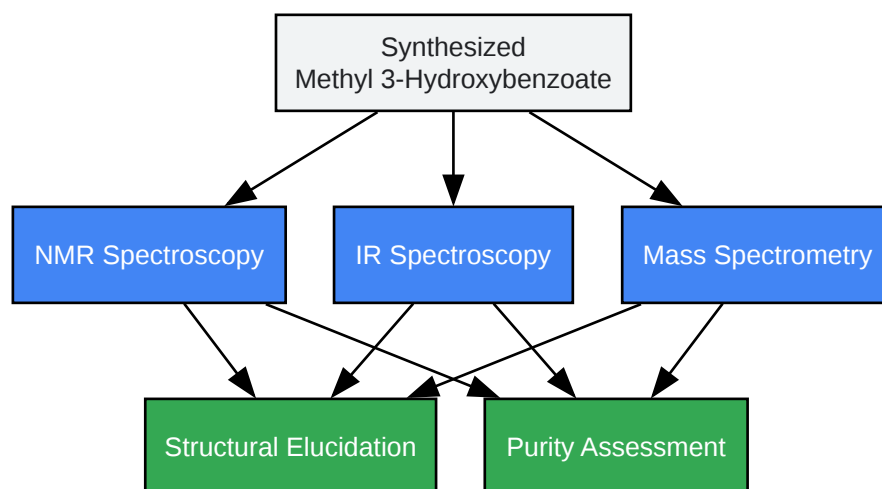 Synthesized
Methyl 3-Hydroxybenzoate
NMR Spectroscopy
IR Spectroscopy
Mass Spectrometry
Structural Elucidation
Purity Assessment